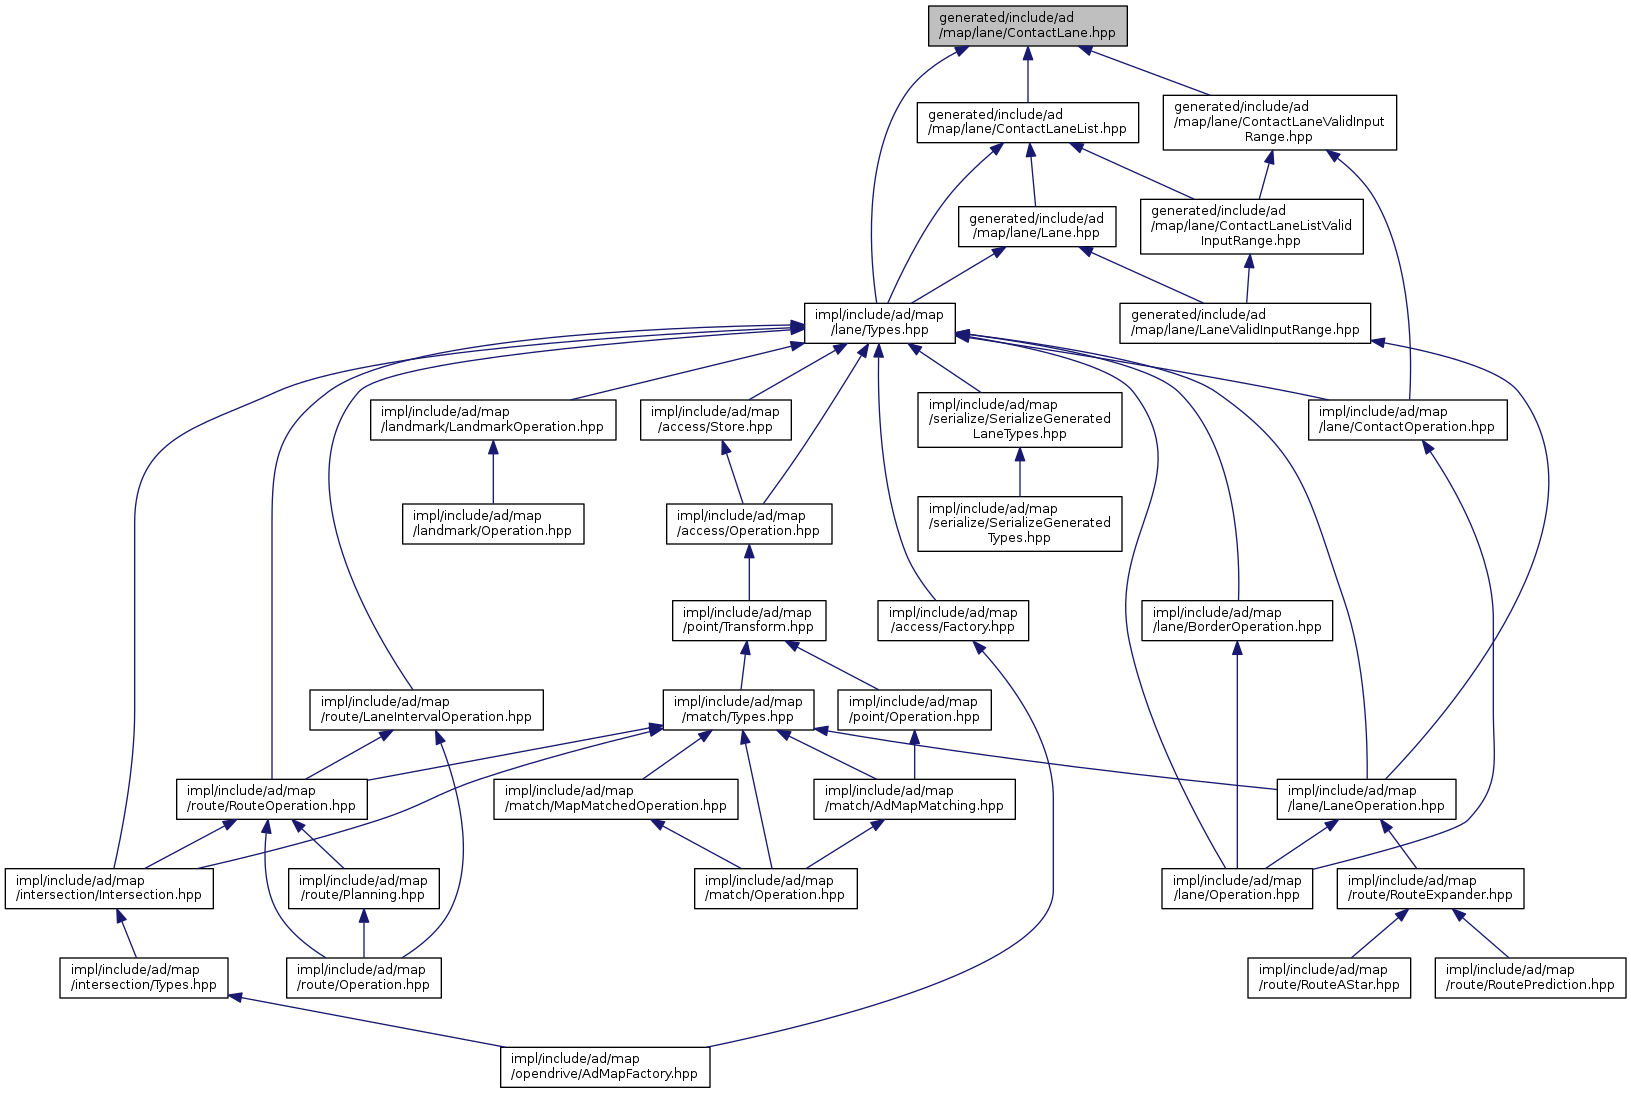 generated/include/ad
/map/lane/ContactLane.hpp
generated/include/ad
/map/lane/ContactLaneList.hpp
generated/include/ad
/map/lane/ContactLaneValidInput
Range.hpp
generated/include/ad
/map/lane/Lane.hpp
generated/include/ad
/map/lane/ContactLaneListValid
InputRange.hpp
impl/include/ad/map
/lane/Types.hpp
generated/include/ad
/map/lane/LaneValidInputRange.hpp
impl/include/ad/map
/landmark/LandmarkOperation.hpp
impl/include/ad/map
/access/Store.hpp
impl/include/ad/map
/serialize/SerializeGenerated
LaneTypes.hpp
impl/include/ad/map
/lane/ContactOperation.hpp
impl/include/ad/map
/landmark/Operation.hpp
impl/include/ad/map
/access/Operation.hpp
impl/include/ad/map
/serialize/SerializeGenerated
Types.hpp
impl/include/ad/map
/point/Transform.hpp
impl/include/ad/map
/access/Factory.hpp
impl/include/ad/map
/lane/BorderOperation.hpp
impl/include/ad/map
/route/LaneIntervalOperation.hpp
impl/include/ad/map
/match/Types.hpp
impl/include/ad/map
/point/Operation.hpp
impl/include/ad/map
/route/RouteOperation.hpp
impl/include/ad/map
/match/MapMatchedOperation.hpp
impl/include/ad/map
/match/AdMapMatching.hpp
impl/include/ad/map
/lane/LaneOperation.hpp
impl/include/ad/map
/intersection/Intersection.hpp
impl/include/ad/map
/route/Planning.hpp
impl/include/ad/map
/match/Operation.hpp
impl/include/ad/map
/lane/Operation.hpp
impl/include/ad/map
/route/RouteExpander.hpp
impl/include/ad/map
/intersection/Types.hpp
impl/include/ad/map
/route/Operation.hpp
impl/include/ad/map
/route/RouteAStar.hpp
impl/include/ad/map
/route/RoutePrediction.hpp
impl/include/ad/map
/opendrive/AdMapFactory.hpp